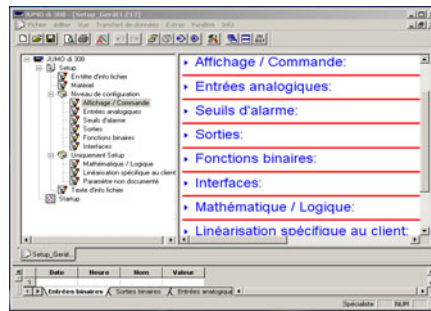 JUMO di 308 - [Setup_Gerät1.217]
Fichier éditer Vue Transfert de données Extras Fenêtre Info
JUMO di 308
Setup
Entête d'info fichier
Matériel
Niveau de configuration
Affichage / Commande
Entrées analogiques
Seuils d'alarme
Sorties
Fonctions binaires
Interfaces
Uniquement Setup
Mathématique / Logique
Linéarisation spécifique au client
Paramètre non documenté
Texte d'info fichier
Startup
Affichage / Commande:
Entrées analogiques:
Seuils d'alarme:
Sorties:
Fonctions binaires:
Interfaces:
Mathématique / Logique:
Linéarisation spécifique au client:
Setup_Gerät...
Date Heure Nom Valeur
1
Entrées binaires Sorties binaires Entrées analogique
Spécialiste NUM